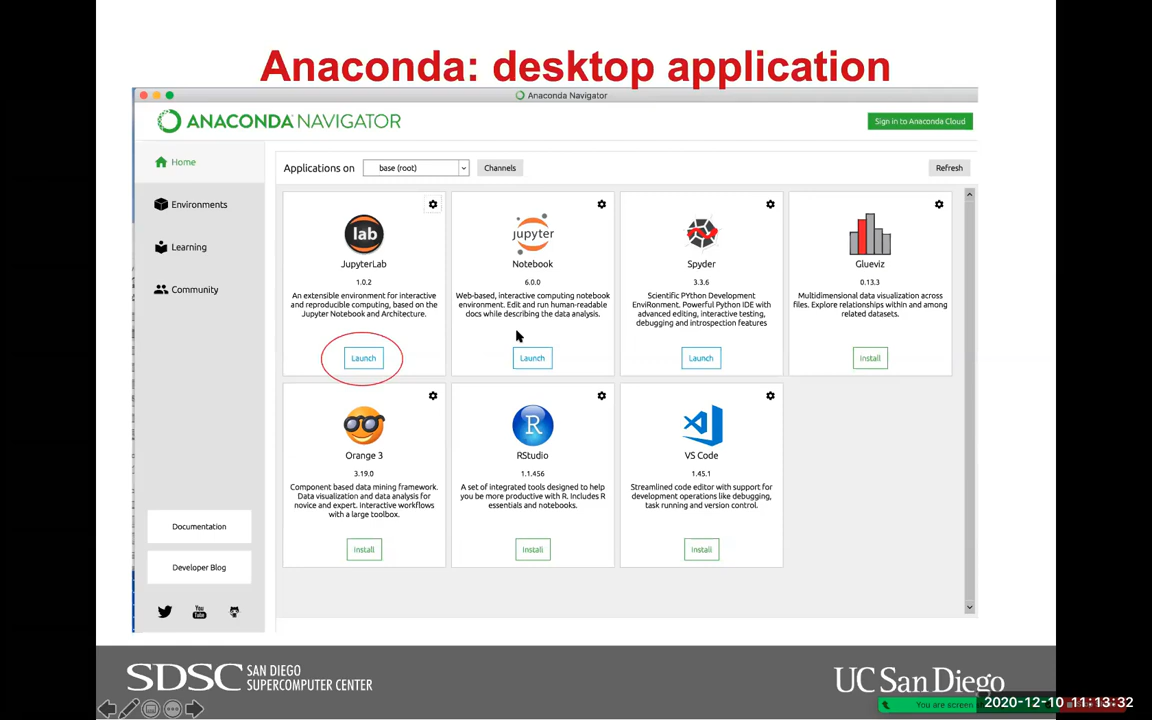 Anaconda: desktop application
Anaconda Navigator
ANACONDA NAVIGATOR
Sign in to Anaconda Cloud
Home
Environments
Learning
Community
Documentation
Developer Blog
You Tube
Applications on
base (root)
Channels
Refresh
lab
JupyterLab
1.0.2
An extensible environment for interactive
and reproducible computing, based on the
Jupyter Notebook and Architecture.
Launch
jupyter
Notebook
6.0.0
Web-based, interactive computing notebook
environment. Edit and run human-readable
docs while describing the data analysis.
Launch
Spyder
3.3.6
Scientific PYthon Development
EnviRonment. Powerful Python IDE with
advanced editing, interactive testing,
debugging and introspection features
Launch
Glueviz
0.13.3
Multidimensional data visualization across
files. Explore relationships within and among
related datasets.
Install
Orange 3
3.19.0
Component based data mining framework.
Data visualization and data analysis for
novice and expert. Interactive workflows
with a large toolbox.
Install
R
RStudio
1.1.456
A set of integrated tools designed to help
you be more productive with R. Includes R
essentials and notebooks.
Install
VS Code
1.45.1
Streamlined code editor with support for
development operations like debugging,
task running and version control.
Install
SDSC
SAN DIEGO
SUPERCOMPUTER CENTER
UC San Diego
You are screen
2020-12-10 11:13:32